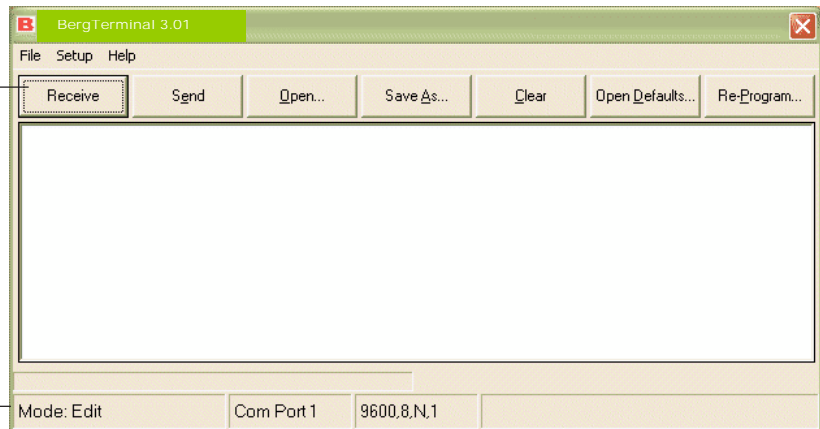 B BergTerminal 3.01
File Setup Help
Receive Send Open... Save As... Clear Open Defaults... Re-Program...
Mode: Edit Com Port 1 9600,8,N,1